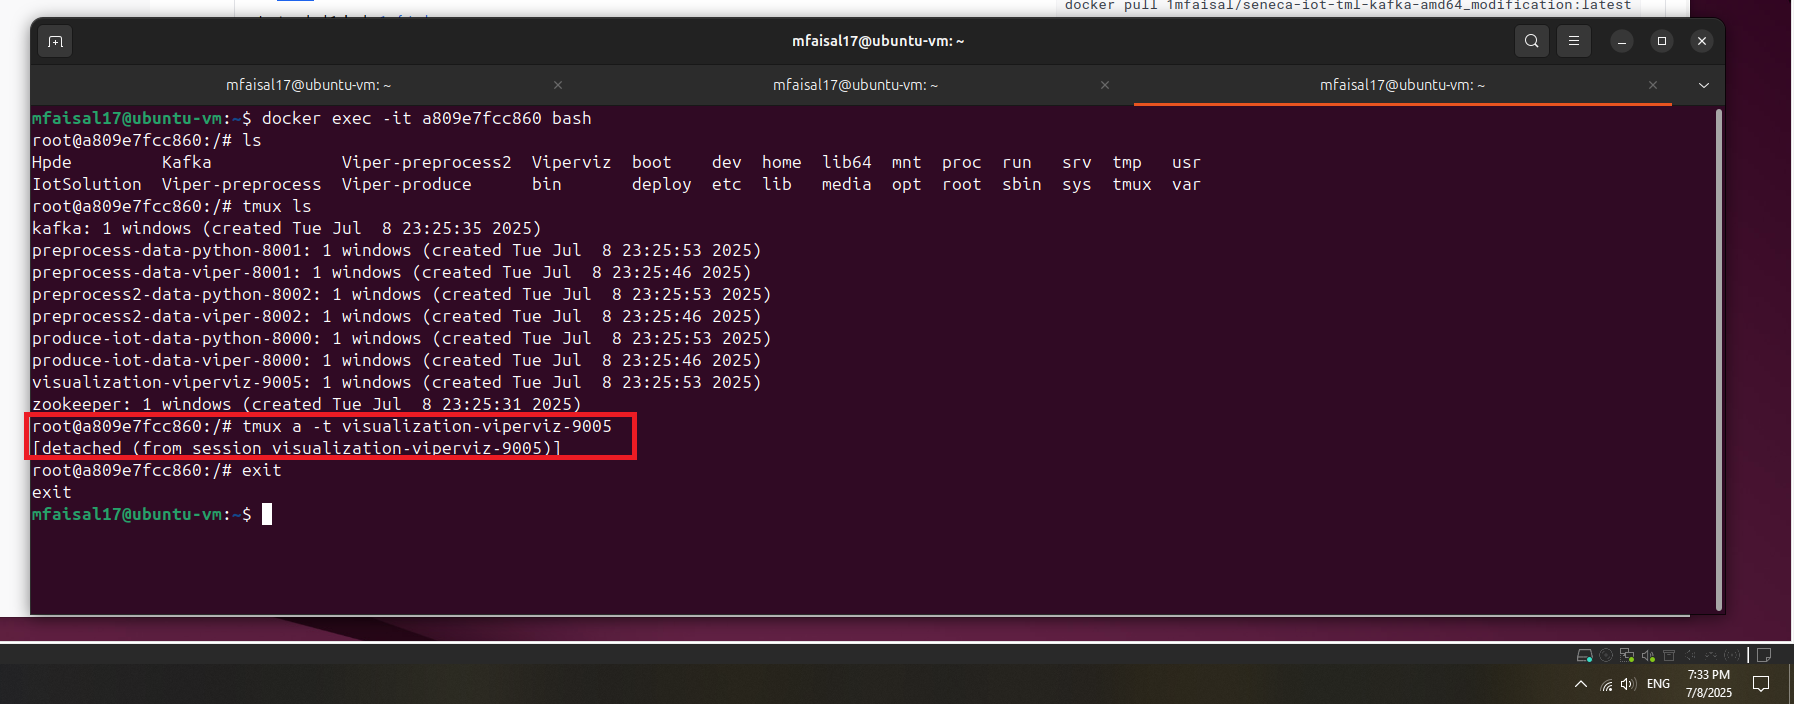 docker pull 1mfaisal/seneca-iot-tml-kafka-amd64_modification:latest
mfaisal17@ubuntu-vm: ~
mfaisal17@ubuntu-vm: ~ mfaisal17@ubuntu-vm: ~ mfaisal17@ubuntu-vm: ~
mfaisal17@ubuntu-vm:~$ docker exec -it a809e7fcc860 bash
root@a809e7fcc860:/# ls
Hpde Kafka Viper-preprocess2 Viperviz boot dev home lib64 mnt proc run srv tmp usr
IotSolution Viper-preprocess Viper-produce bin deploy etc lib media opt root sbin sys tmux var
root@a809e7fcc860:/# tmux ls
kafka: 1 windows (created Tue Jul  8 23:25:35 2025)
preprocess-data-python-8001: 1 windows (created Tue Jul  8 23:25:53 2025)
preprocess-data-viper-8001: 1 windows (created Tue Jul  8 23:25:46 2025)
preprocess2-data-python-8002: 1 windows (created Tue Jul  8 23:25:53 2025)
preprocess2-data-viper-8002: 1 windows (created Tue Jul  8 23:25:46 2025)
produce-iot-data-python-8000: 1 windows (created Tue Jul  8 23:25:53 2025)
produce-iot-data-viper-8000: 1 windows (created Tue Jul  8 23:25:46 2025)
visualization-viperviz-9005: 1 windows (created Tue Jul  8 23:25:53 2025)
zookeeper: 1 windows (created Tue Jul  8 23:25:31 2025)
root@a809e7fcc860:/# tmux a -t visualization-viperviz-9005
[detached (from session visualization-viperviz-9005)]
root@a809e7fcc860:/# exit
exit
mfaisal17@ubuntu-vm:~$
ENG
7:33 PM
7/8/2025